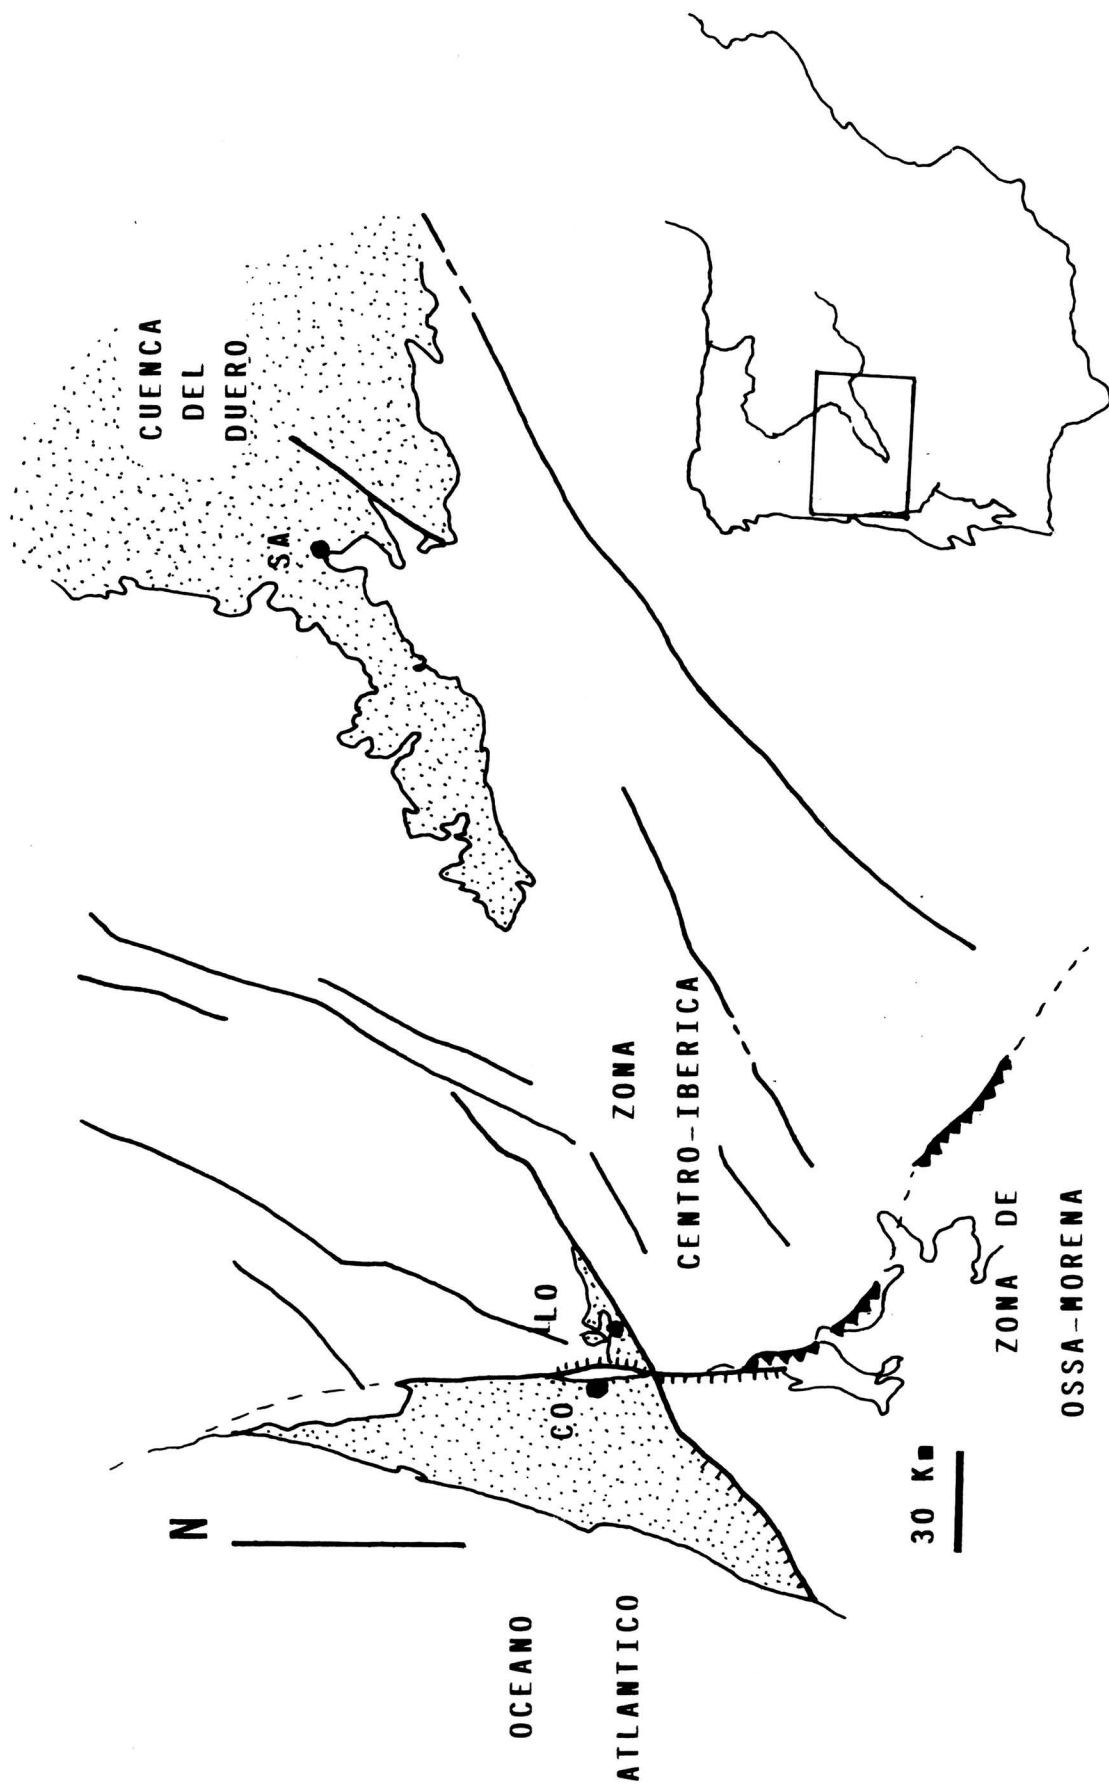 N
OCEANO
ATLANTICO
CO
LO
SA
CUENCA
DEL
DUERO
ZONA
CENTRO-IBERICA
30 Km
ZONA DE
OSSA-MORENA